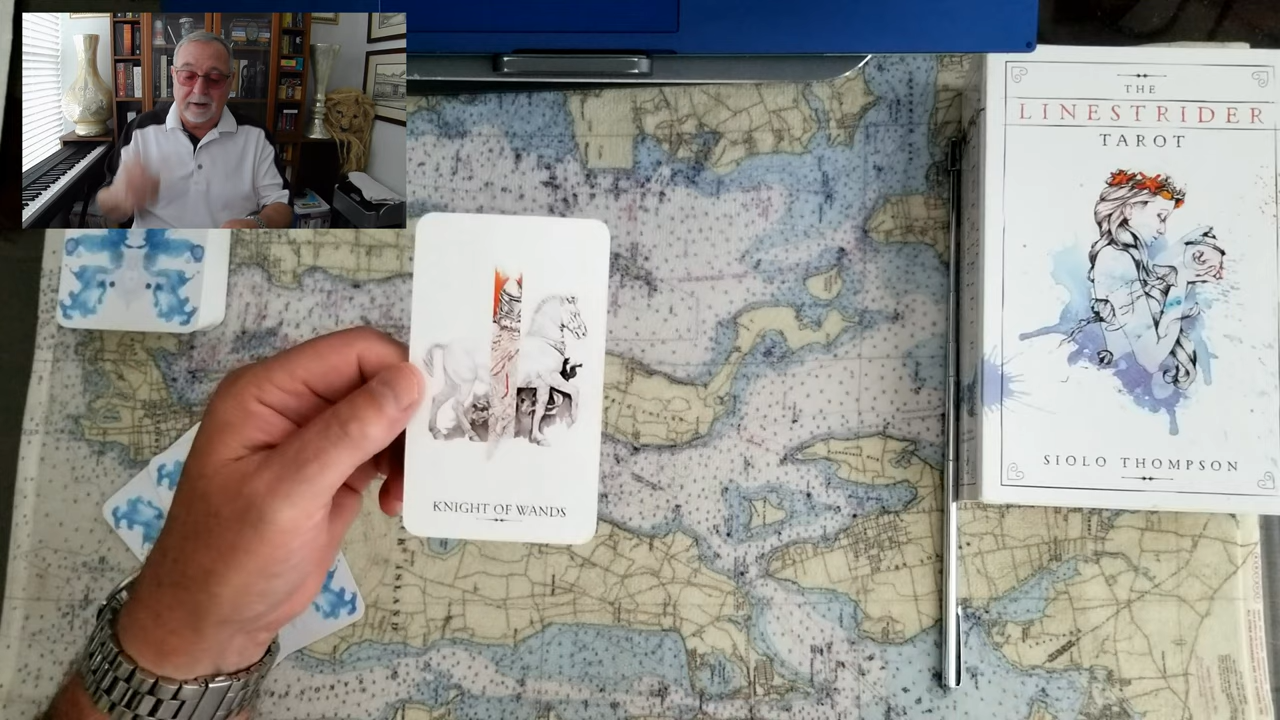 THE
LINESTRIDER
TAROT
SIOLO THOMPSON
KNIGHT OF WANDS